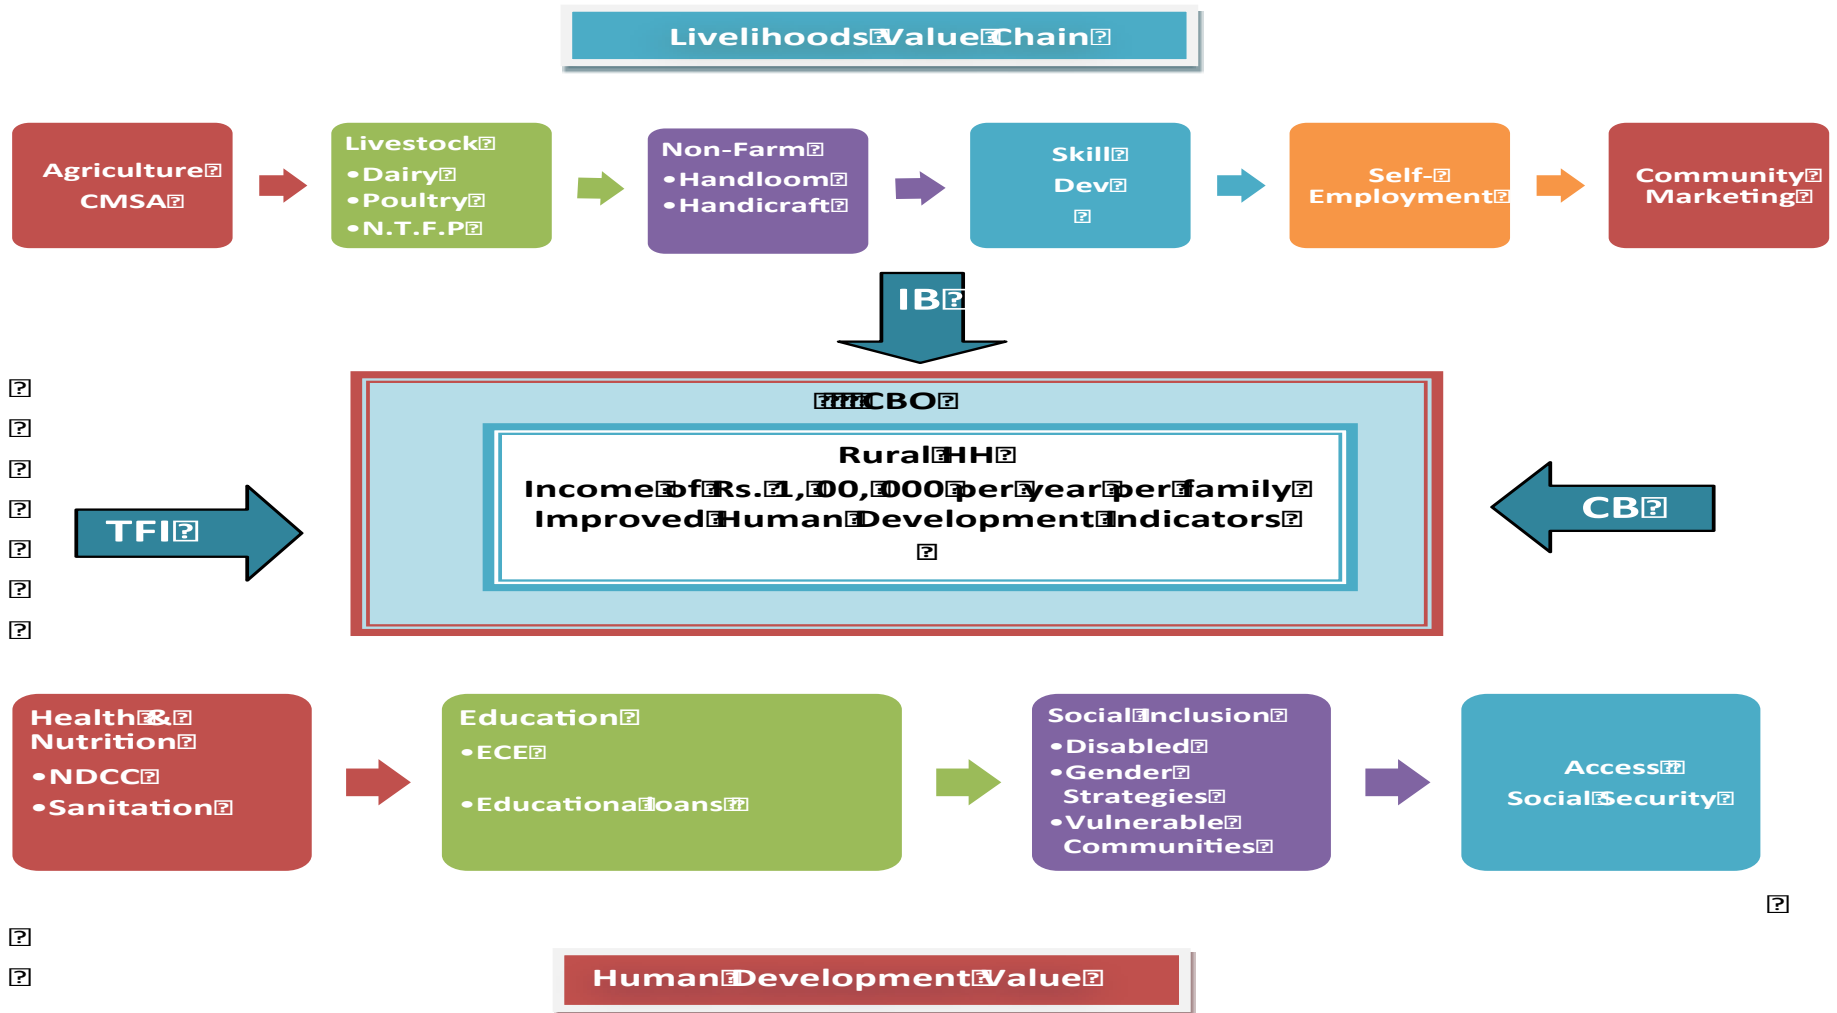 Livelihoods Value Chain
Agriculture
CMSA
Livestock
•Dairy
•Poultry
•N.T.F.P
Non-Farm
•Handloom
•Handicraft
Skill
Dev
Self-
Employment
Community
Marketing
IB
CBO
Rural HH
Income of Rs. 1, 00, 000 per year per family
Improved Human Development Indicators
TFI
CB
Health &
Nutrition
•NDCC
•Sanitation
Education
•ECE
•Educational loans
Social Inclusion
•Disabled
•Gender
Strategies
•Vulnerable
Communities
Access
Social Security
Human Development Value